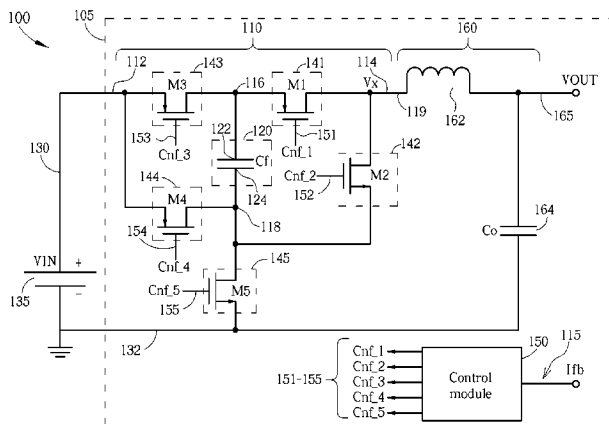 100
105
110
160
112
143
116
141
Vx
114
VOUT
M3
M1
119
162
165
153
Cnf_3
122
120
151
Cnf_1
142
130
Cf
124
Cnf_2
152
M2
144
M4
118
154
Cnf_4
145
164
Co
VIN
+
-
135
Cnf_5
155
M5
132
150
115
151-155
Cnf_1
Cnf_2
Cnf_3
Cnf_4
Cnf_5
Control
module
Ifb